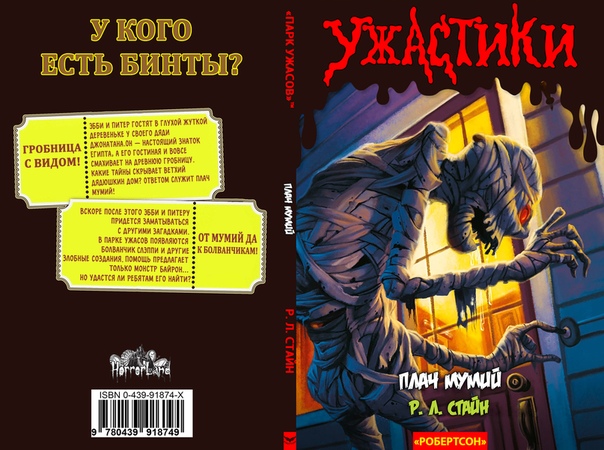 У КОГО
ЕСТЬ БИНТЫ?
ГРОБНИЦА
С ВИДОМ!
ЭББИ И ПИТЕР ГОСТЯТ В ГЛУХОЙ ЖУТКОЙ
ДЕРЕВЕНЬКЕ У СВОЕГО ДЯДИ
ДЖОНАТАНА.ОН — НАСТОЯЩИЙ ЗНАТОК
ЕГИПТА, А ЕГО ГОСТИНАЯ И ВОВСЕ
СМАХИВАЕТ НА ДРЕВНЮЮ ГРОБНИЦУ.
КАКИЕ ТАЙНЫ СКРЫВАЕТ ВЕТХИЙ
ДЯДЮШКИН ДОМ? ОТВЕТОМ СЛУЖИТ ПЛАЧ
МУМИЙ!
ВСКОРЕ ПОСЛЕ ЭТОГО ЭББИ И ПИТЕРУ
ПРИДЕТСЯ ЗАМАТЫВАТЬСЯ
С ДРУГИМИ ЗАГАДКАМИ.
В ПАРКЕ УЖАСОВ ПОЯВЛЯЮТСЯ
БОЛВАНЧИК СЛЭППИ И ДРУГИЕ
ЗЛОБНЫЕ СОЗДАНИЯ. ПОМОЩЬ ПРЕДЛАГАЕТ
ТОЛЬКО МОНСТР БАЙРОН...
НО УДАСТСЯ ЛИ РЕБЯТАМ ЕГО НАЙТИ?
ОТ МУМИЙ ДА
К БОЛВАНЧИКАМ!
HorrorLand
ISBN 0-439-91874-X
9 780439 918749
«ПАРК УЖАСОВ»™
ПЛАЧ МУМИЙ
Р. Л. СТАЙН
УЖАСТИКИ
ПЛАЧ МУМИЙ
Р. Л. СТАЙН
«РОБЕРТСОН»